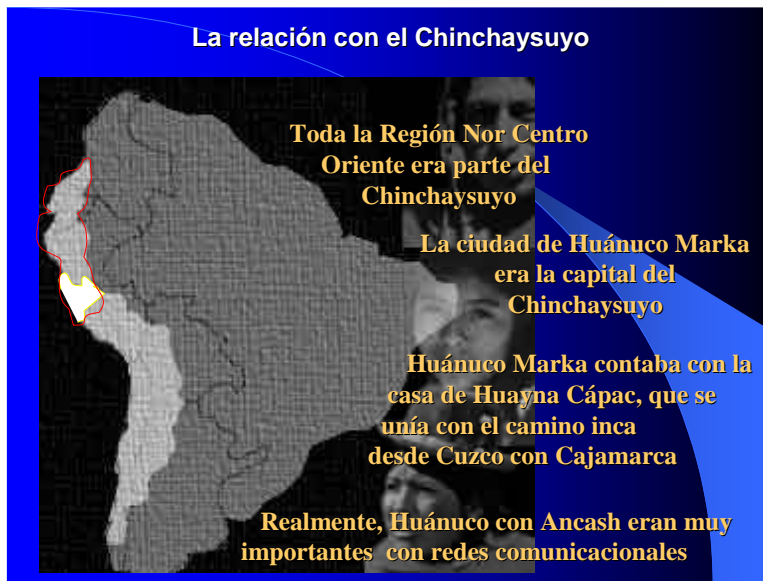 La relación con el Chinchaysuyo
Toda la Región Nor Centro
Oriente era parte del
Chinchaysuyo
La ciudad de Huánuco Marka
era la capital del
Chinchaysuyo
Huánuco Marka contaba con la
casa de Huayna Cápac, que se
unía con el camino inca
desde Cuzco con Cajamarca
Realmente, Huánuco con Ancash eran muy
importantes con redes comunicacionales